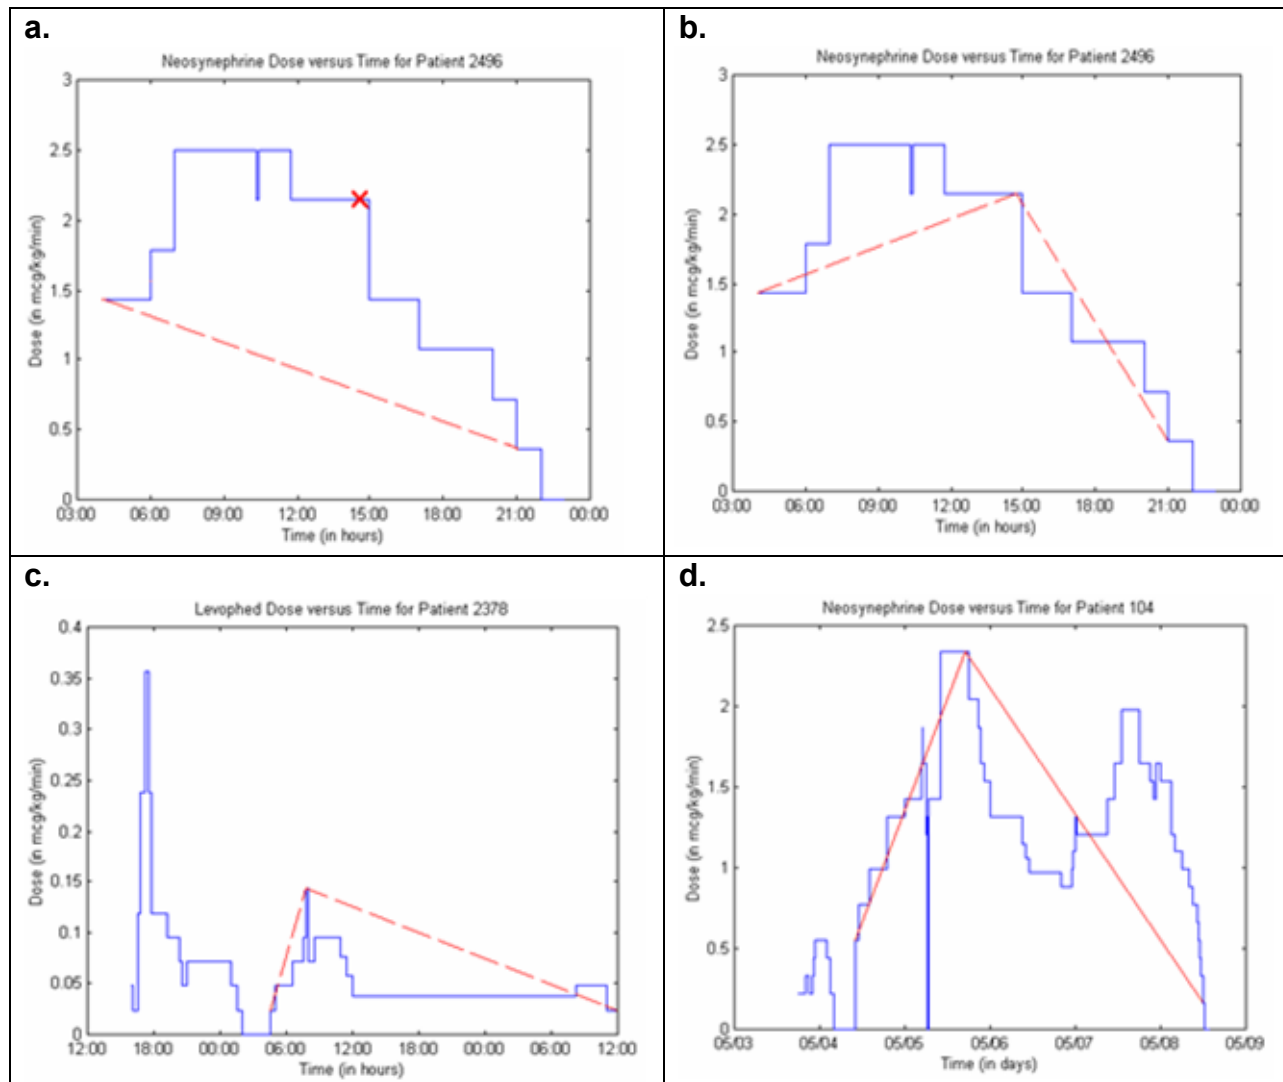 a.
Neosynephrine Dose versus Time for Patient 2496
3
2.5
2
1.5
1
0.5
0
Dose (in mcg/kg/min)
03:00 06:00 09:00 12:00 15:00 18:00 21:00 00:00
Time (in hours)
b.
Neosynephrine Dose versus Time for Patient 2496
3
2.5
2
1.5
1
0.5
0
Dose (in mcg/kg/min)
03:00 06:00 09:00 12:00 15:00 18:00 21:00 00:00
Time (in hours)
c.
Levophed Dose versus Time for Patient 2378
0.4
0.35
0.3
0.25
0.2
0.15
0.1
0.05
0
Dose (in mcg/kg/min)
12:00 18:00 00:00 06:00 12:00 18:00 00:00 06:00 12:00
Time (in hours)
d.
Neosynephrine Dose versus Time for Patient 104
2.5
2
1.5
1
0.5
0
Dose (in mcg/kg/min)
05/03 05/04 05/05 05/06 05/07 05/08 05/09
Time (in days)